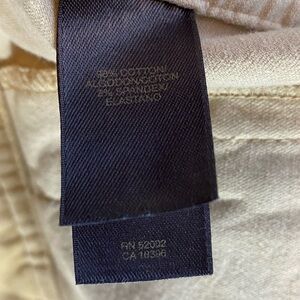 98% COTTON/
ALGODON/COTON
2% SPANDEX/
ELASTANO
RN 52002
CA 18396